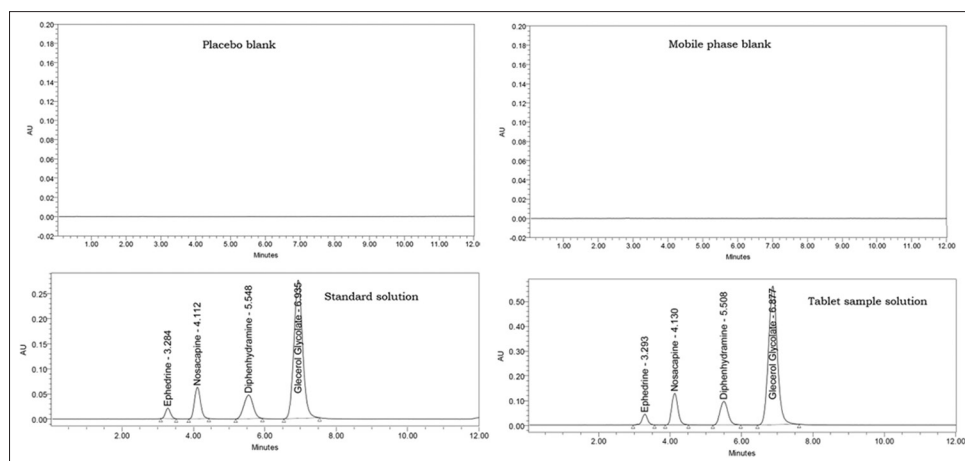 Placebo blank
AU
0.20
0.18
0.16
0.14
0.12
0.10
0.08
0.06
0.04
0.02
0.00
-0.02
1.00 2.00 3.00 4.00 5.00 6.00 7.00 8.00 9.00 10.00 11.00 12.00
Minutes
Mobile phase blank
AU
0.20
0.18
0.16
0.14
0.12
0.10
0.08
0.06
0.04
0.02
0.00
-0.02
1.00 2.00 3.00 4.00 5.00 6.00 7.00 8.00 9.00 10.00 11.00 12.00
Minutes
Standard solution
AU
0.25
0.20
0.15
0.10
0.05
0.00
Ephedrine - 3.284
Nosacapine - 4.112
Diphenhydramine - 5.548
Glecerol Glycolate - 6.935
2.00 4.00 6.00 8.00 10.00 12.00
Minutes
Tablet sample solution
AU
0.50
0.40
0.30
0.20
0.10
0.00
Ephedrine - 3.293
Nosacapine - 4.130
Diphenhydramine - 5.508
Glecerol Glycolate - 6.877
2.00 4.00 6.00 8.00 10.00 12.00
Minutes